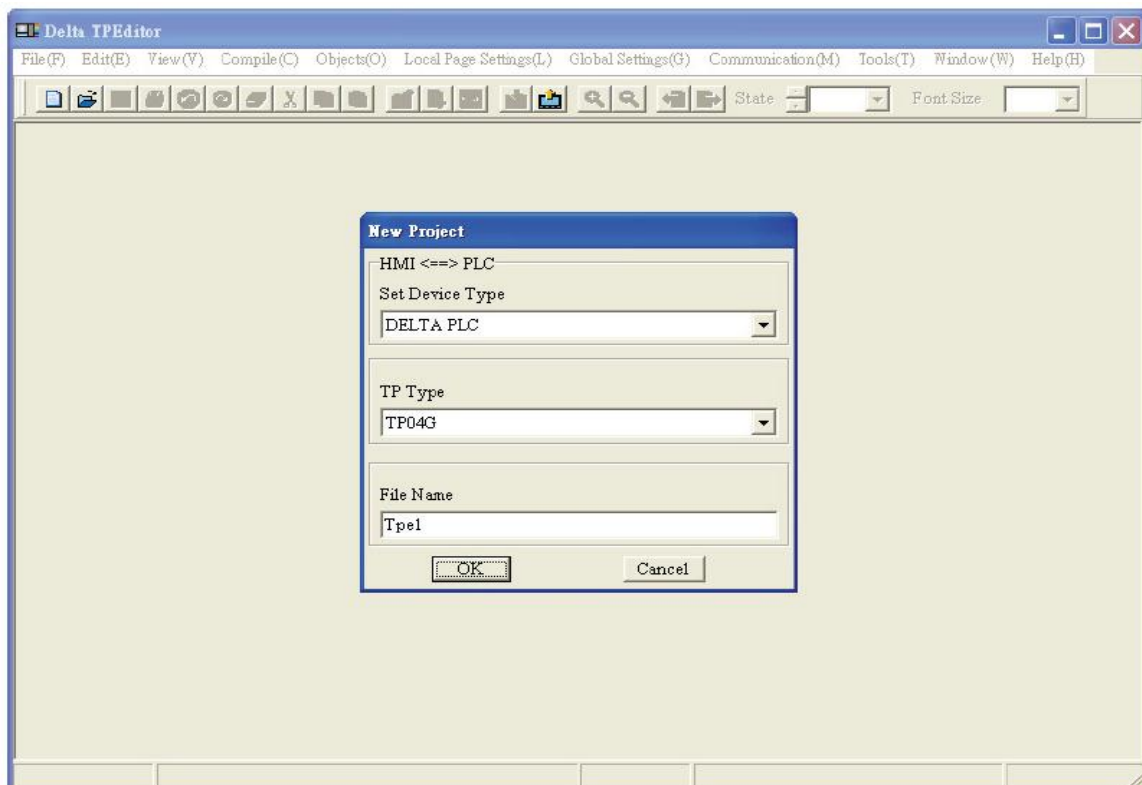 Delta TPEditor
File(F) Edit(E) View(V) Compile(C) Objects(O) Local Page Settings(L) Global Settings(G) Communication(M) Tools(T) Window(W) Help(H)
State Font Size
New Project
HMI <==> PLC
Set Device Type
DELTA PLC
TP Type
TP04G
File Name
Tpe1
OK Cancel